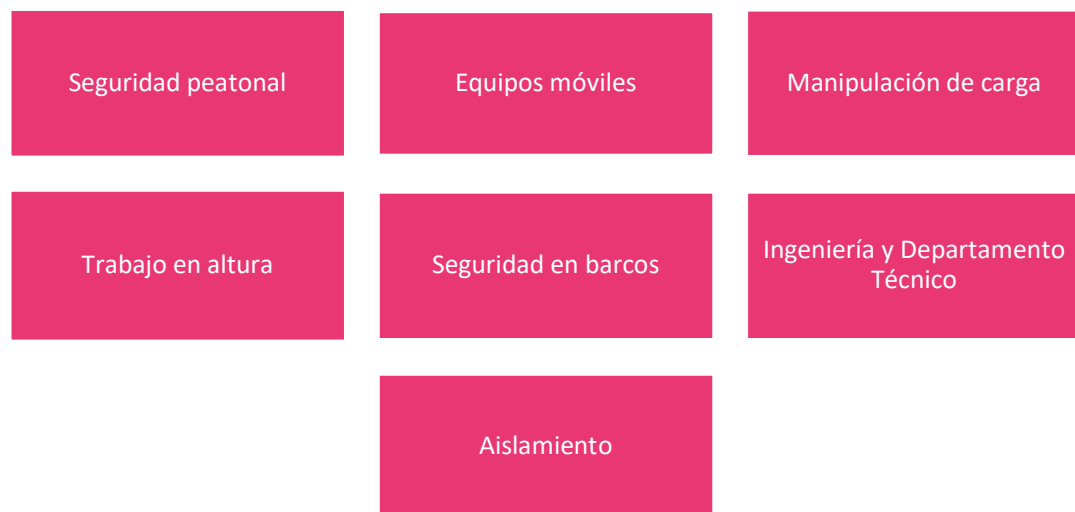 Seguridad peatonal
Equipos móviles
Manipulación de carga
Trabajo en altura
Seguridad en barcos
Ingeniería y Departamento
Técnico
Aislamiento